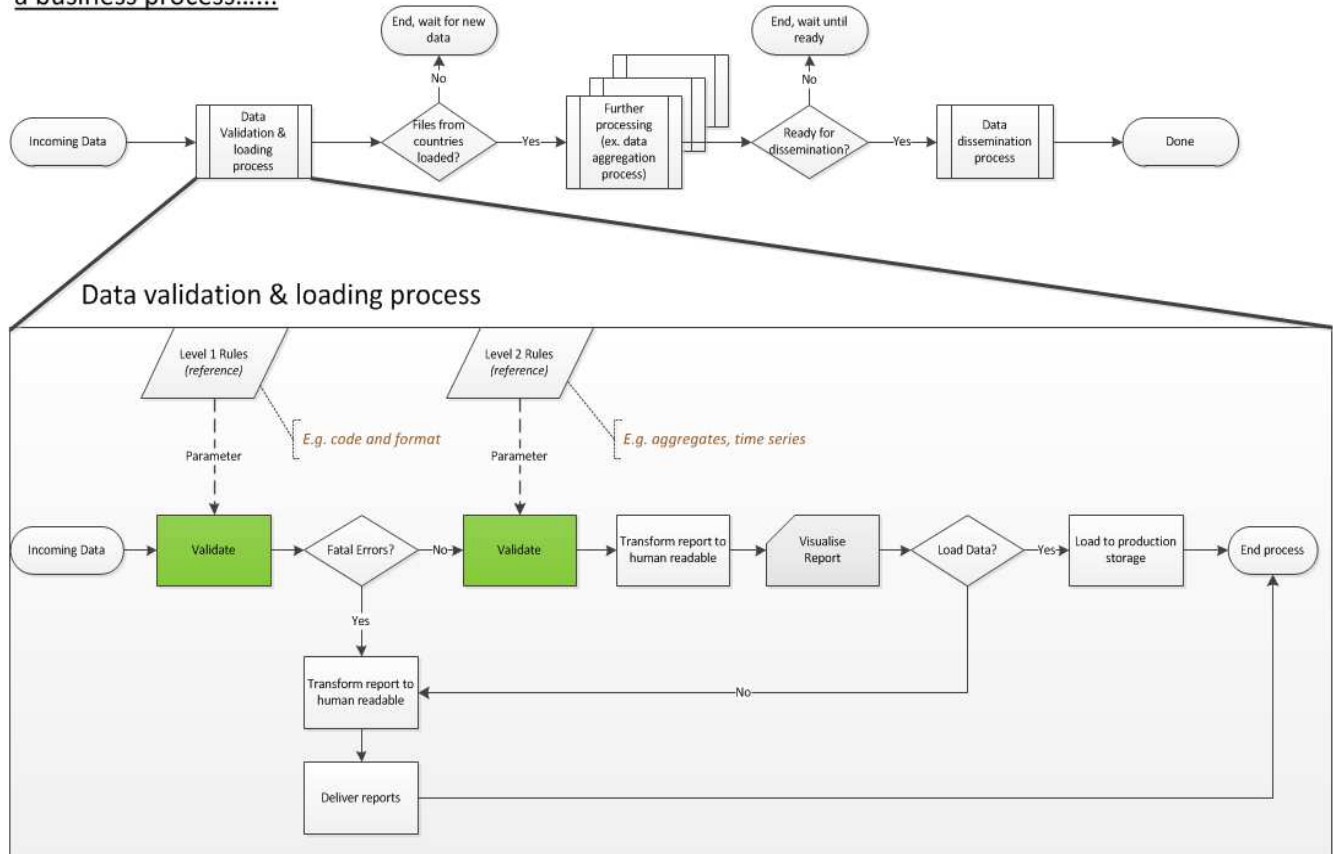 a business process……
End, wait for new
data
End, wait until
ready
No
No
Incoming Data
Data
Validation &
loading
process
Files from
countries
loaded?
Yes
Further
processing
(ex. data
aggregation
process)
Ready for
dissemination?
Yes
Data
dissemination
process
Done
Data validation & loading process
Level 1 Rules
(reference)
E.g. code and format
Parameter
Level 2 Rules
(reference)
E.g. aggregates, time series
Parameter
Incoming Data
Validate
Fatal Errors?
No
Validate
Transform report to
human readable
Visualise
Report
Load Data?
Yes
Load to production
storage
End process
Yes
Transform report to
human readable
No
Deliver reports